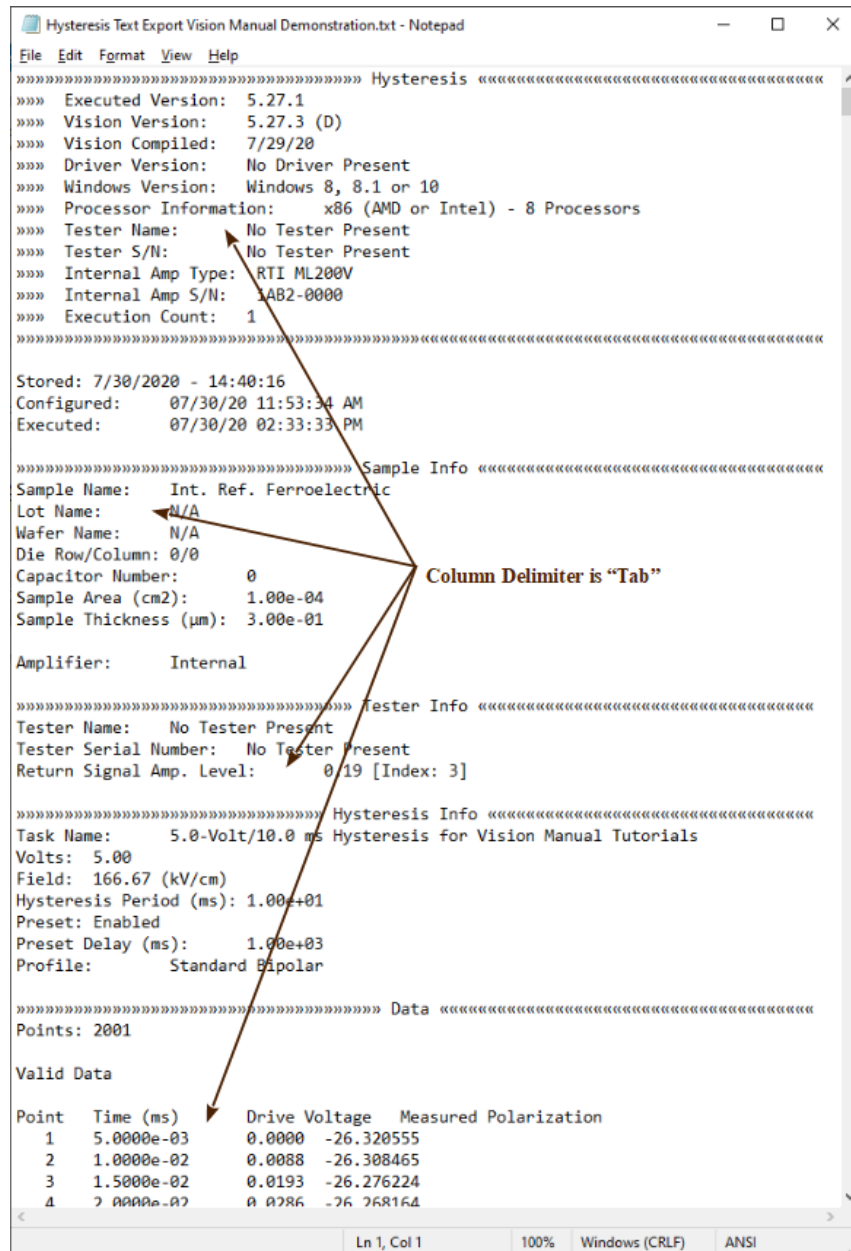 Hysteresis Text Export Vision Manual Demonstration.txt - Notepad
File Edit Format View Help
»»»»»»»»»»»»»»»»»»»»»»»»»»»»»»»»»»»» Hysteresis ««««««««««««««««««««««««««««««««««««
»»» Executed Version: 5.27.1
»»» Vision Version: 5.27.3 (D)
»»» Vision Compiled: 7/29/20
»»» Driver Version: No Driver Present
»»» Windows Version: Windows 8, 8.1 or 10
»»» Processor Information: x86 (AMD or Intel) - 8 Processors
»»» Tester Name: No Tester Present
»»» Tester S/N: No Tester Present
»»» Internal Amp Type: RTI ML200V
»»» Internal Amp S/N: iAB2-0000
»»» Execution Count: 1
»»»»»»»»»»»»»»»»»»»»»»»»»»»»»»»»»»»»»»»»»»««««««««««««««««««««««««««««««««««««««««««
Stored: 7/30/2020 - 14:40:16
Configured: 07/30/20 11:53:34 AM
Executed: 07/30/20 02:33:33 PM
»»»»»»»»»»»»»»»»»»»»»»»»»»»»»»»»»»» Sample Info ««««««««««««««««««««««««««««««««««««
Sample Name: Int. Ref. Ferroelectric
Lot Name: N/A
Wafer Name: N/A
Die Row/Column: 0/0
Capacitor Number: 0
Column Delimiter is “Tab”
Sample Area (cm2): 1.00e-04
Sample Thickness (µm): 3.00e-01
Amplifier: Internal
»»»»»»»»»»»»»»»»»»»»»»»»»»»»»»»»»»» Tester Info «««««««««««««««««««««««««««««««««««
Tester Name: No Tester Present
Tester Serial Number: No Tester Present
Return Signal Amp. Level: 0.19 [Index: 3]
»»»»»»»»»»»»»»»»»»»»»»»»»»»»»»»» Hysteresis Info ««««««««««««««««««««««««««««««««««
Task Name: 5.0-Volt/10.0 ms Hysteresis for Vision Manual Tutorials
Volts: 5.00
Field: 166.67 (kV/cm)
Hysteresis Period (ms): 1.00e+01
Preset: Enabled
Preset Delay (ms): 1.00e+03
Profile: Standard Bipolar
»»»»»»»»»»»»»»»»»»»»»»»»»»»»»»»»»»»»»» Data «««««««««««««««««««««««««««««««««««««««
Points: 2001
Valid Data
Point Time (ms) Drive Voltage Measured Polarization
1 5.0000e-03 0.0000 -26.320555
2 1.0000e-02 0.0088 -26.308465
3 1.5000e-02 0.0193 -26.276224
4 2.0000e-02 0.0286 -26.268164
Ln 1, Col 1 100% Windows (CRLF) ANSI